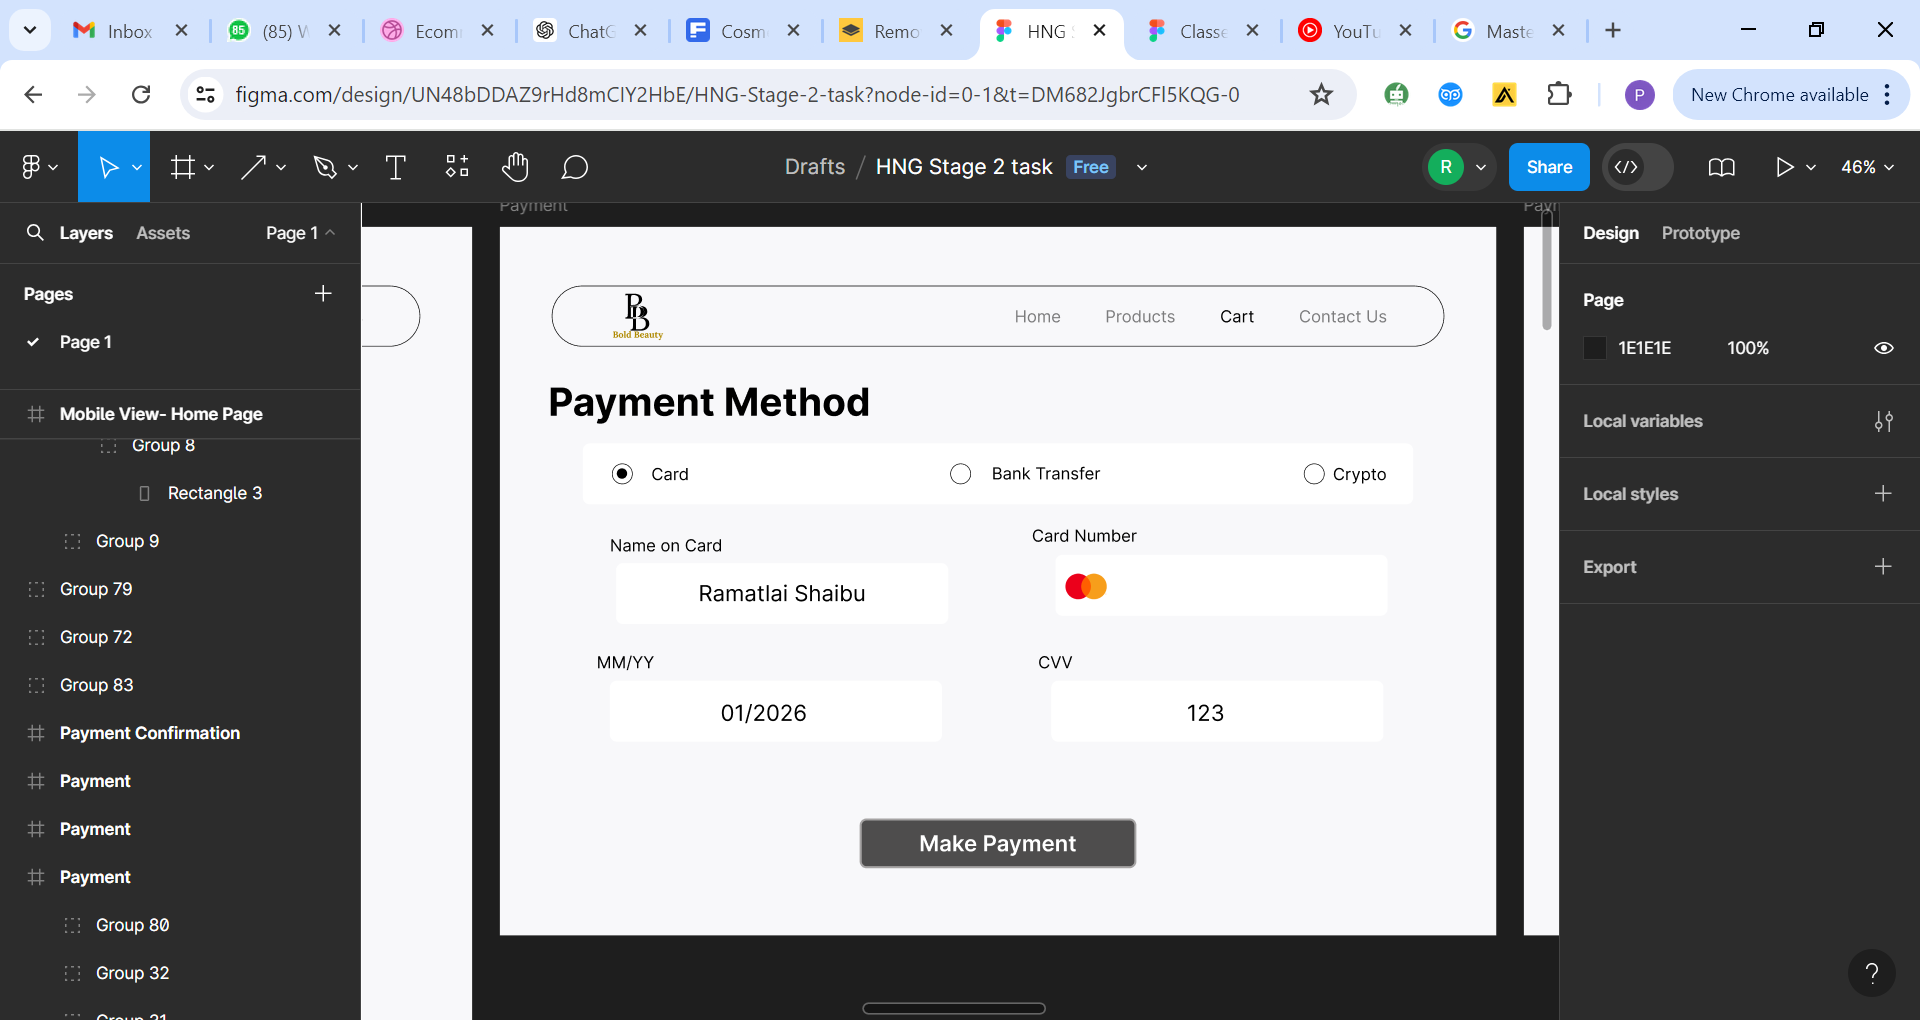 Inbox
(85) W
Ecom
ChatG
Cosm
Remo
HNG S
Classe
YouTu
Maste
figma.com/design/UN48bDDAZ9rHd8mCIY2HbE/HNG-Stage-2-task?node-id=0-1&t=DM682JgbrCFl5KQG-0
P
New Chrome available
Drafts / HNG Stage 2 task Free
R
Share
46%
Layers Assets Page 1
Pages
Page 1
Mobile View- Home Page
Group 8
Rectangle 3
Group 9
Group 79
Group 72
Group 83
Payment Confirmation
Payment
Payment
Payment
Group 80
Group 32
Group 31
Payment
BB
Bold Beauty
Home Products Cart Contact Us
Payment Method
Card Bank Transfer Crypto
Name on Card
Card Number
Ramatlai Shaibu
MM/YY
CVV
01/2026
123
Make Payment
Design Prototype
Page
1E1E1E 100%
Local variables
Local styles
Export
?